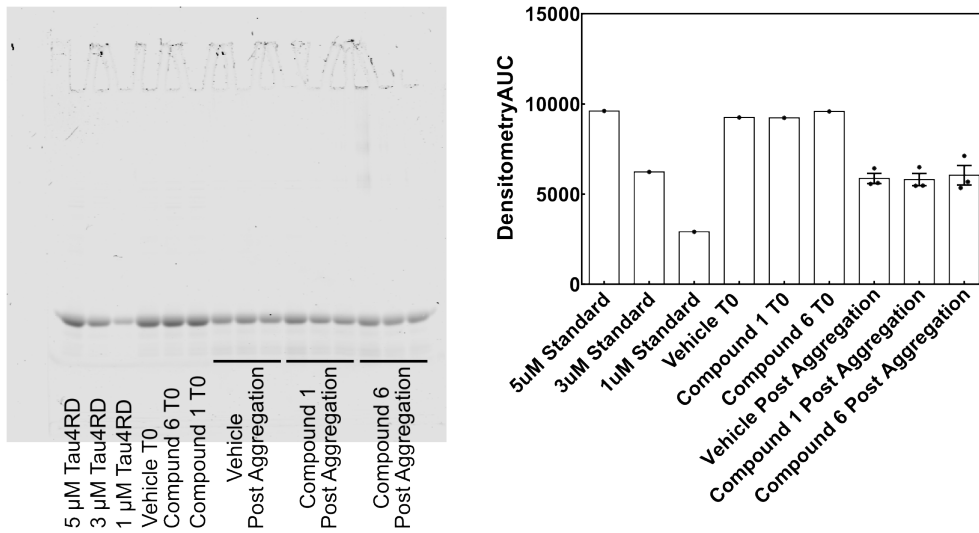 5 µM Tau4RD
3 µM Tau4RD
1 µM Tau4RD
Vehicle T0
Compund 6 T0
Compound 1 T0
Vehicle
Post Aggregation
Compound 1
Post Aggregation
Compound 6
Post Aggregation
DensitometryAUC
15000
10000
5000
0
5uM Standard
3uM Standard
1uM Standard
Vehicle T0
Compound 1 T0
Compound 6 T0
Vehicle Post Aggregation
Compound 1 Post Aggregation
Compound 6 Post Aggregation